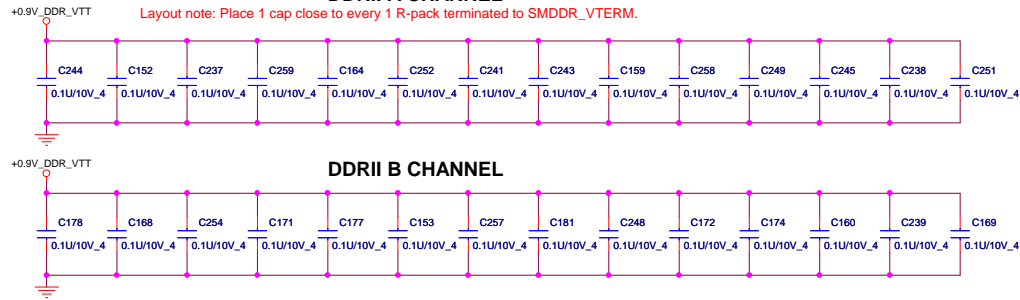 DDRII A CHANNEL
+0.9V_DDR_VTT
Layout note: Place 1 cap close to every 1 R-pack terminated to SMDDR_VTERM.
C244 C152 C237 C259 C164 C252 C241 C243 C159 C258 C249 C245 C238 C251
0.1U/10V_4 0.1U/10V_4 0.1U/10V_4 0.1U/10V_4 0.1U/10V_4 0.1U/10V_4 0.1U/10V_4 0.1U/10V_4 0.1U/10V_4 0.1U/10V_4 0.1U/10V_4 0.1U/10V_4 0.1U/10V_4 0.1U/10V_4
+0.9V_DDR_VTT
DDRII B CHANNEL
C178 C168 C254 C171 C177 C153 C257 C181 C248 C172 C174 C160 C239 C169
0.1U/10V_4 0.1U/10V_4 0.1U/10V_4 0.1U/10V_4 0.1U/10V_4 0.1U/10V_4 0.1U/10V_4 0.1U/10V_4 0.1U/10V_4 0.1U/10V_4 0.1U/10V_4 0.1U/10V_4 0.1U/10V_4 0.1U/10V_4